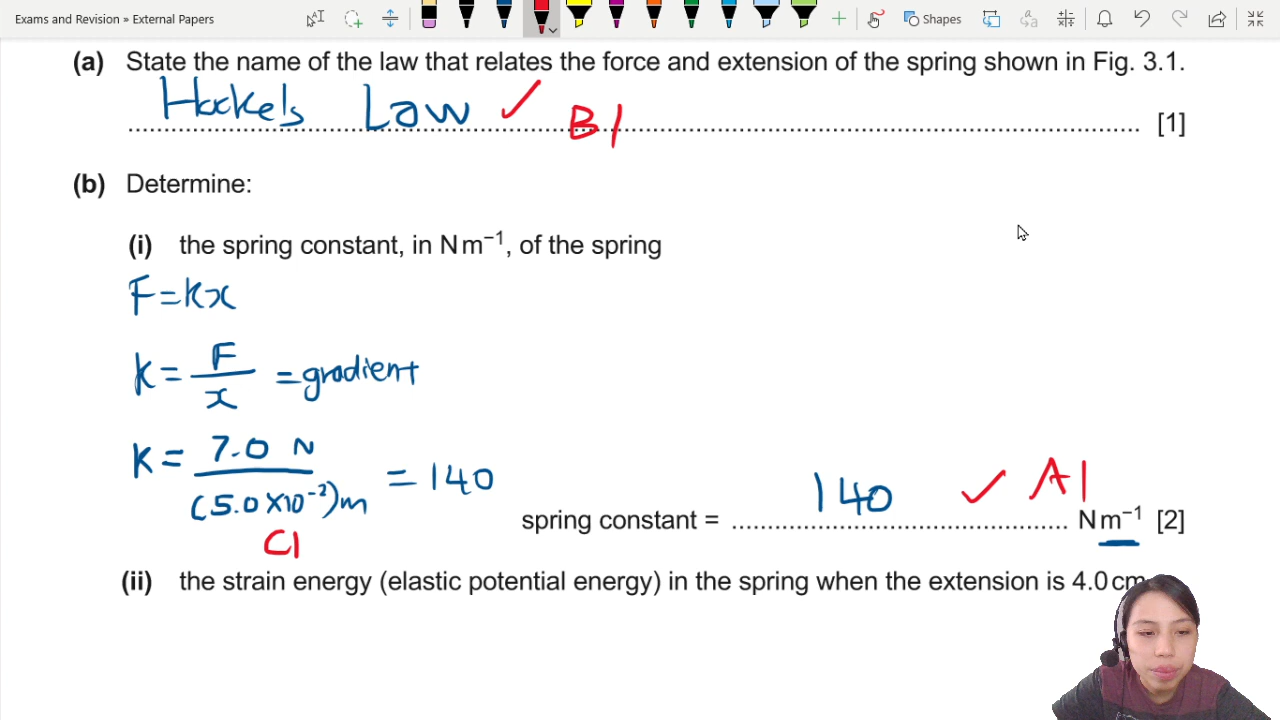 Exams and Revision » External Papers
Shapes
(a) State the name of the law that relates the force and extension of the spring shown in Fig. 3.1.
Hooke's Law ✓ B1
[1]
(b) Determine:
(i) the spring constant, in N m⁻¹, of the spring
F=kx
k = F/x = gradient
k = 7.0 N / (5.0×10⁻²)m = 140
C1
140 ✓ A1
spring constant = ........................................ N m⁻¹ [2]
(ii) the strain energy (elastic potential energy) in the spring when the extension is 4.0 cm